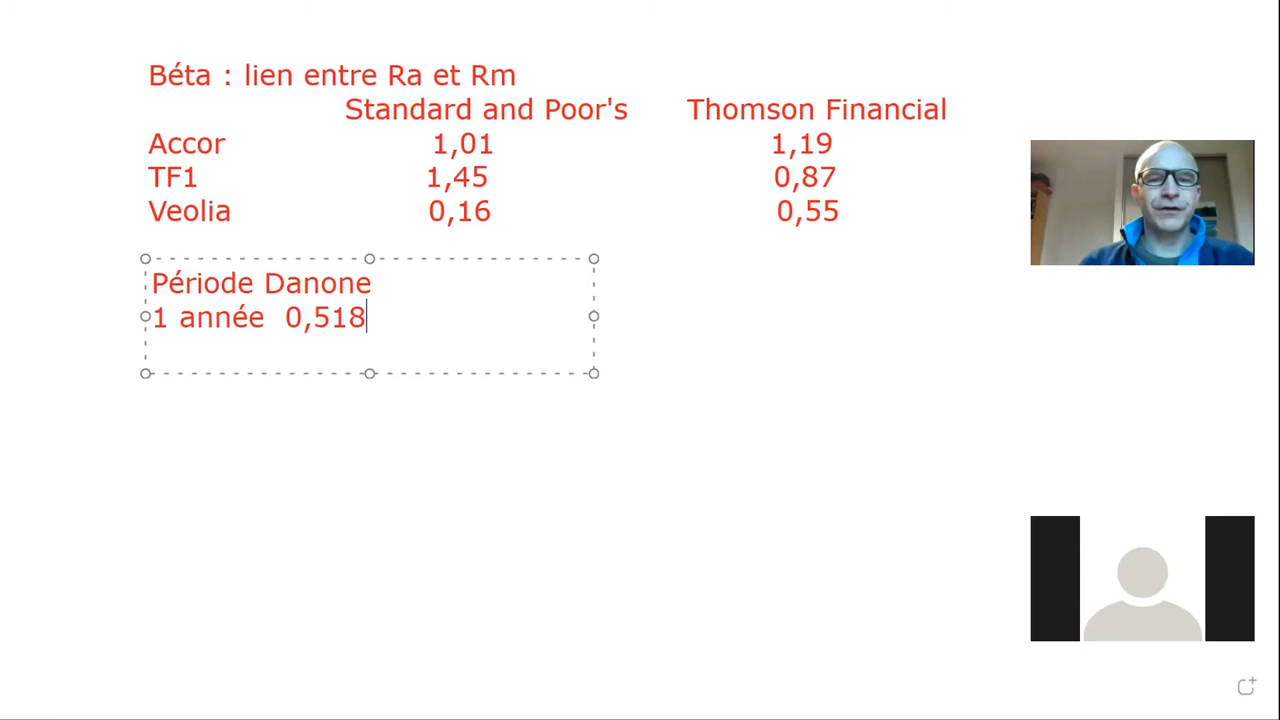 Béta : lien entre Ra et Rm
Standard and Poor's Thomson Financial
Accor 1,01 1,19
TF1 1,45 0,87
Veolia 0,16 0,55
Période Danone
1 année 0,518